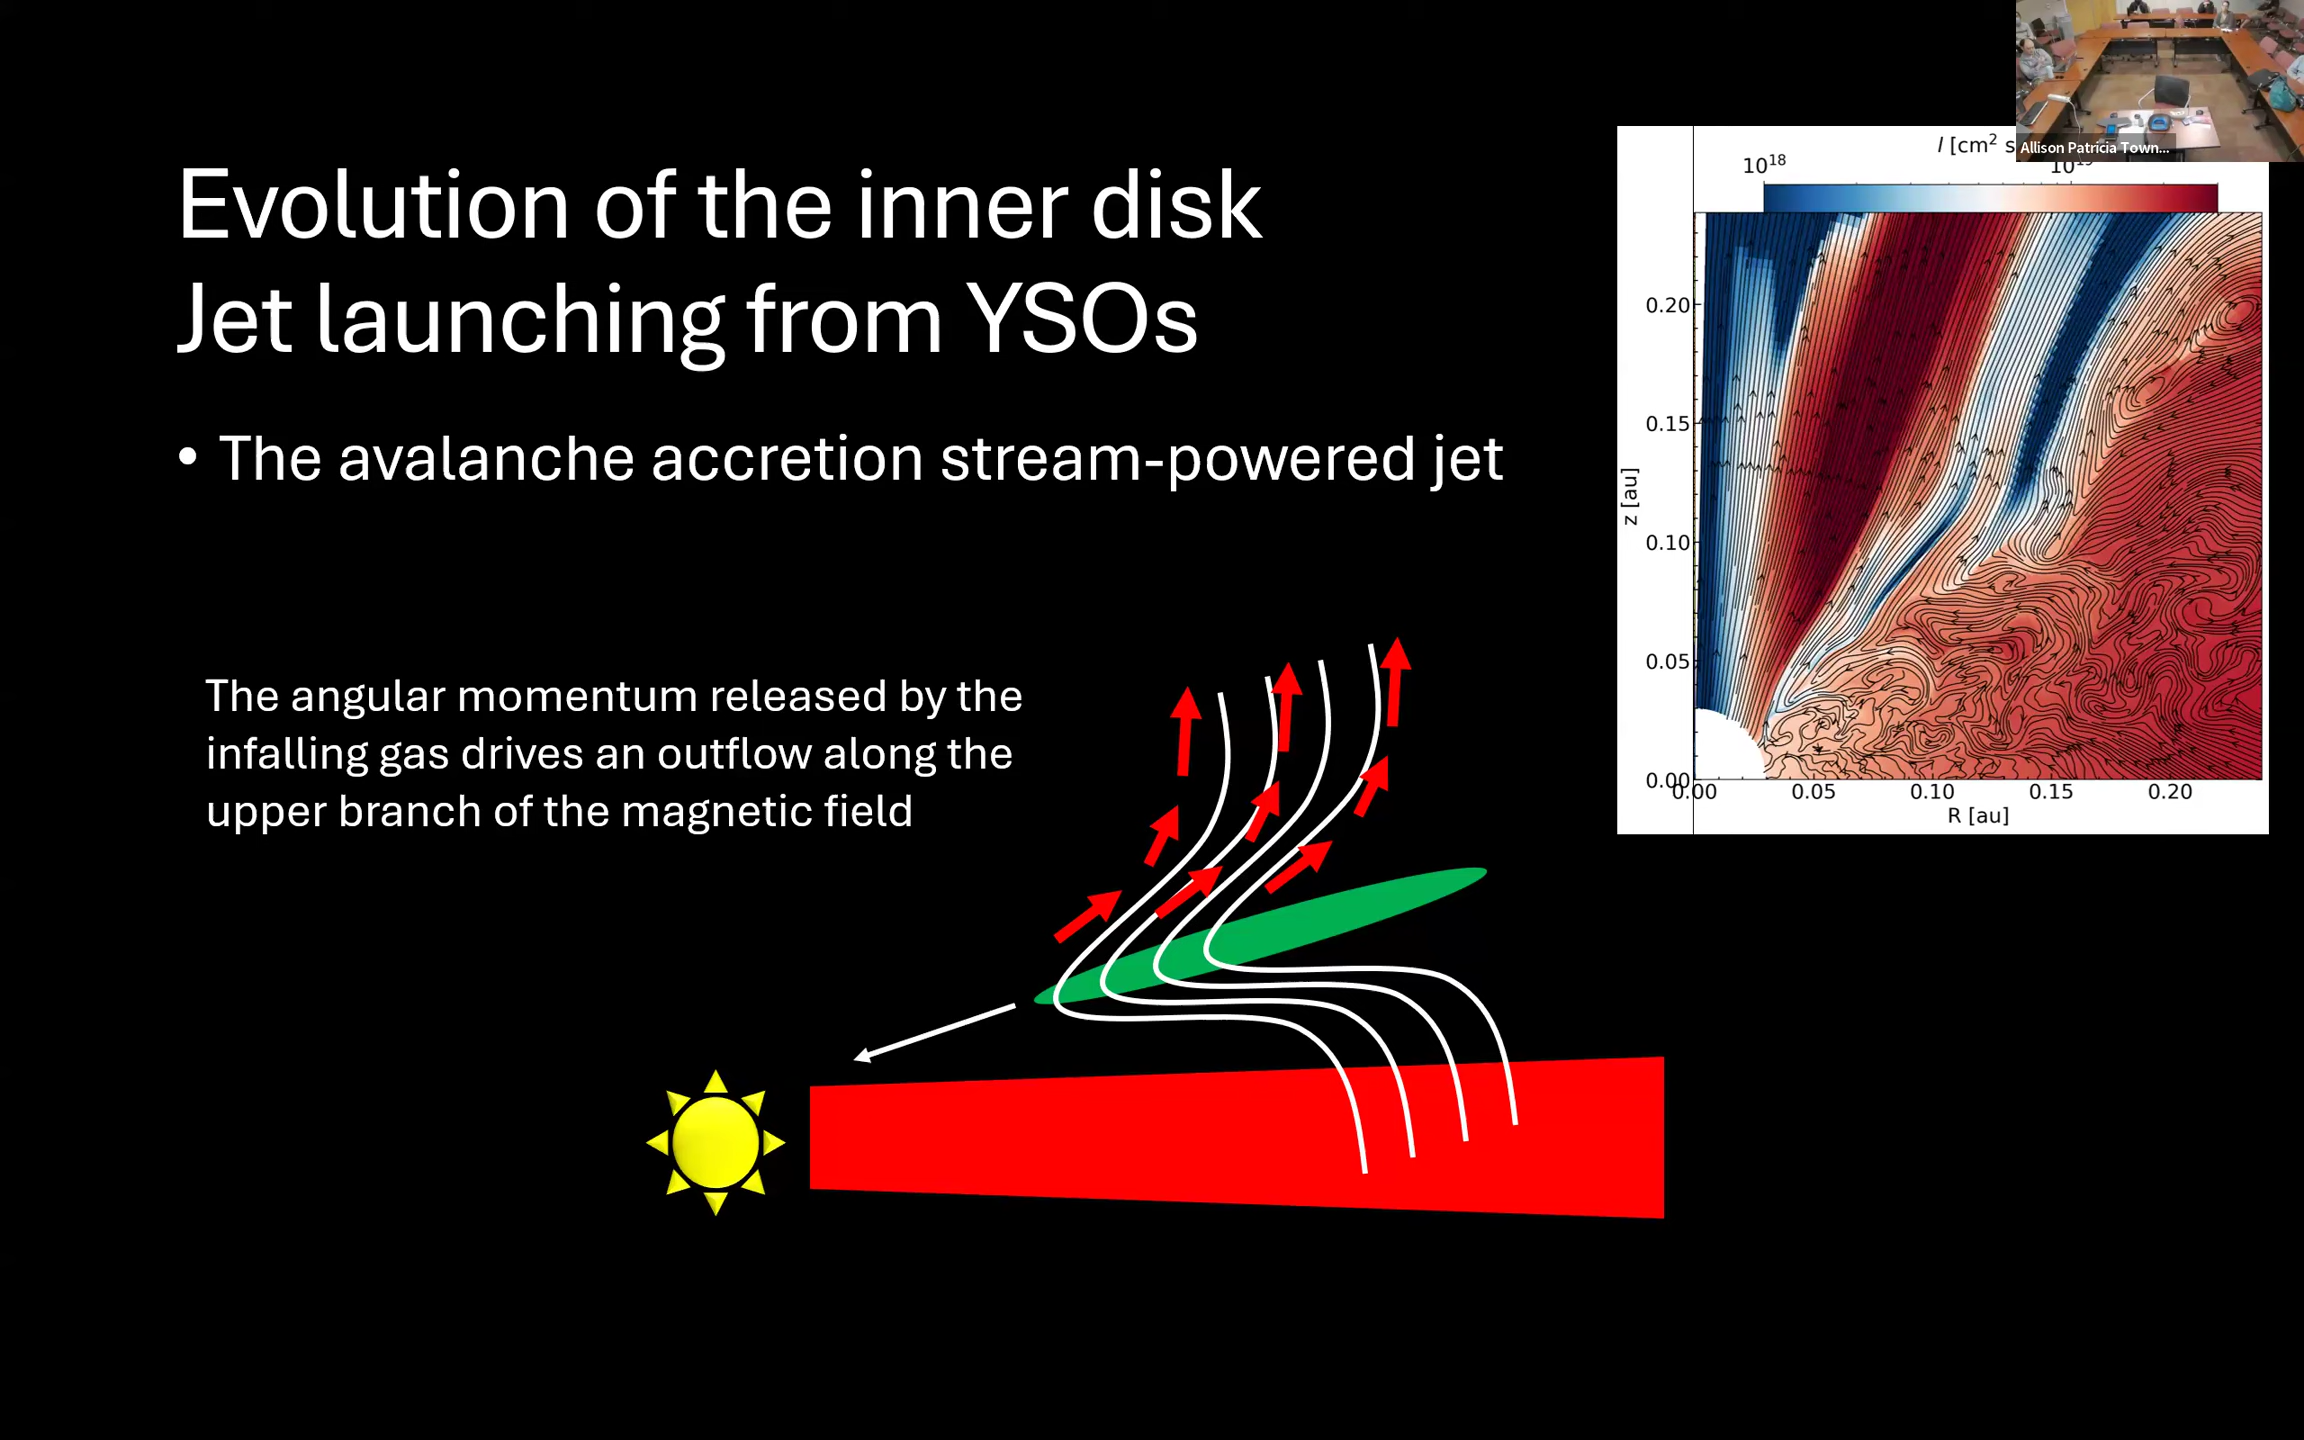 Evolution of the inner disk
Jet launching from YSOs
• The avalanche accretion stream-powered jet
The angular momentum released by the
infalling gas drives an outflow along the
upper branch of the magnetic field
Allison Patricia Town...
l [cm² s
10¹⁸
z [au]
0.20
0.15
0.10
0.05
0.00
0.00 0.05 0.10 0.15 0.20
R [au]